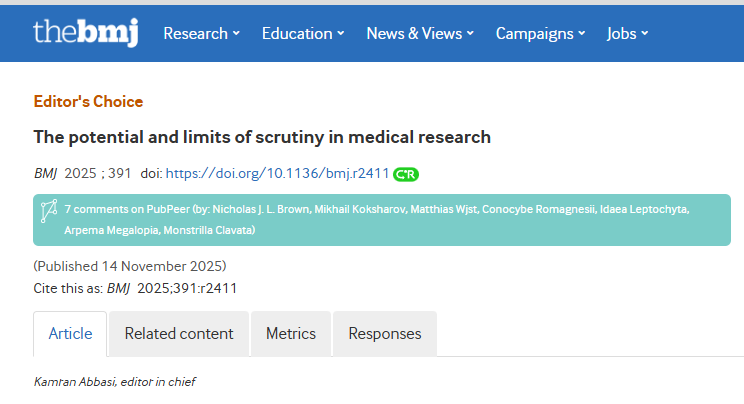 thebmj Research Education News & Views Campaigns Jobs
Editor's Choice
The potential and limits of scrutiny in medical research
BMJ 2025 ; 391 doi: https://doi.org/10.1136/bmj.r2411 C*R
7 comments on PubPeer (by: Nicholas J. L. Brown, Mikhail Koksharov, Matthias Wjst, Conocybe Romagnesii, Idaea Leptochyta,
Arpema Megalopia, Monstrilla Clavata)
(Published 14 November 2025)
Cite this as: BMJ 2025;391:r2411
Article Related content Metrics Responses
Kamran Abbasi, editor in chief